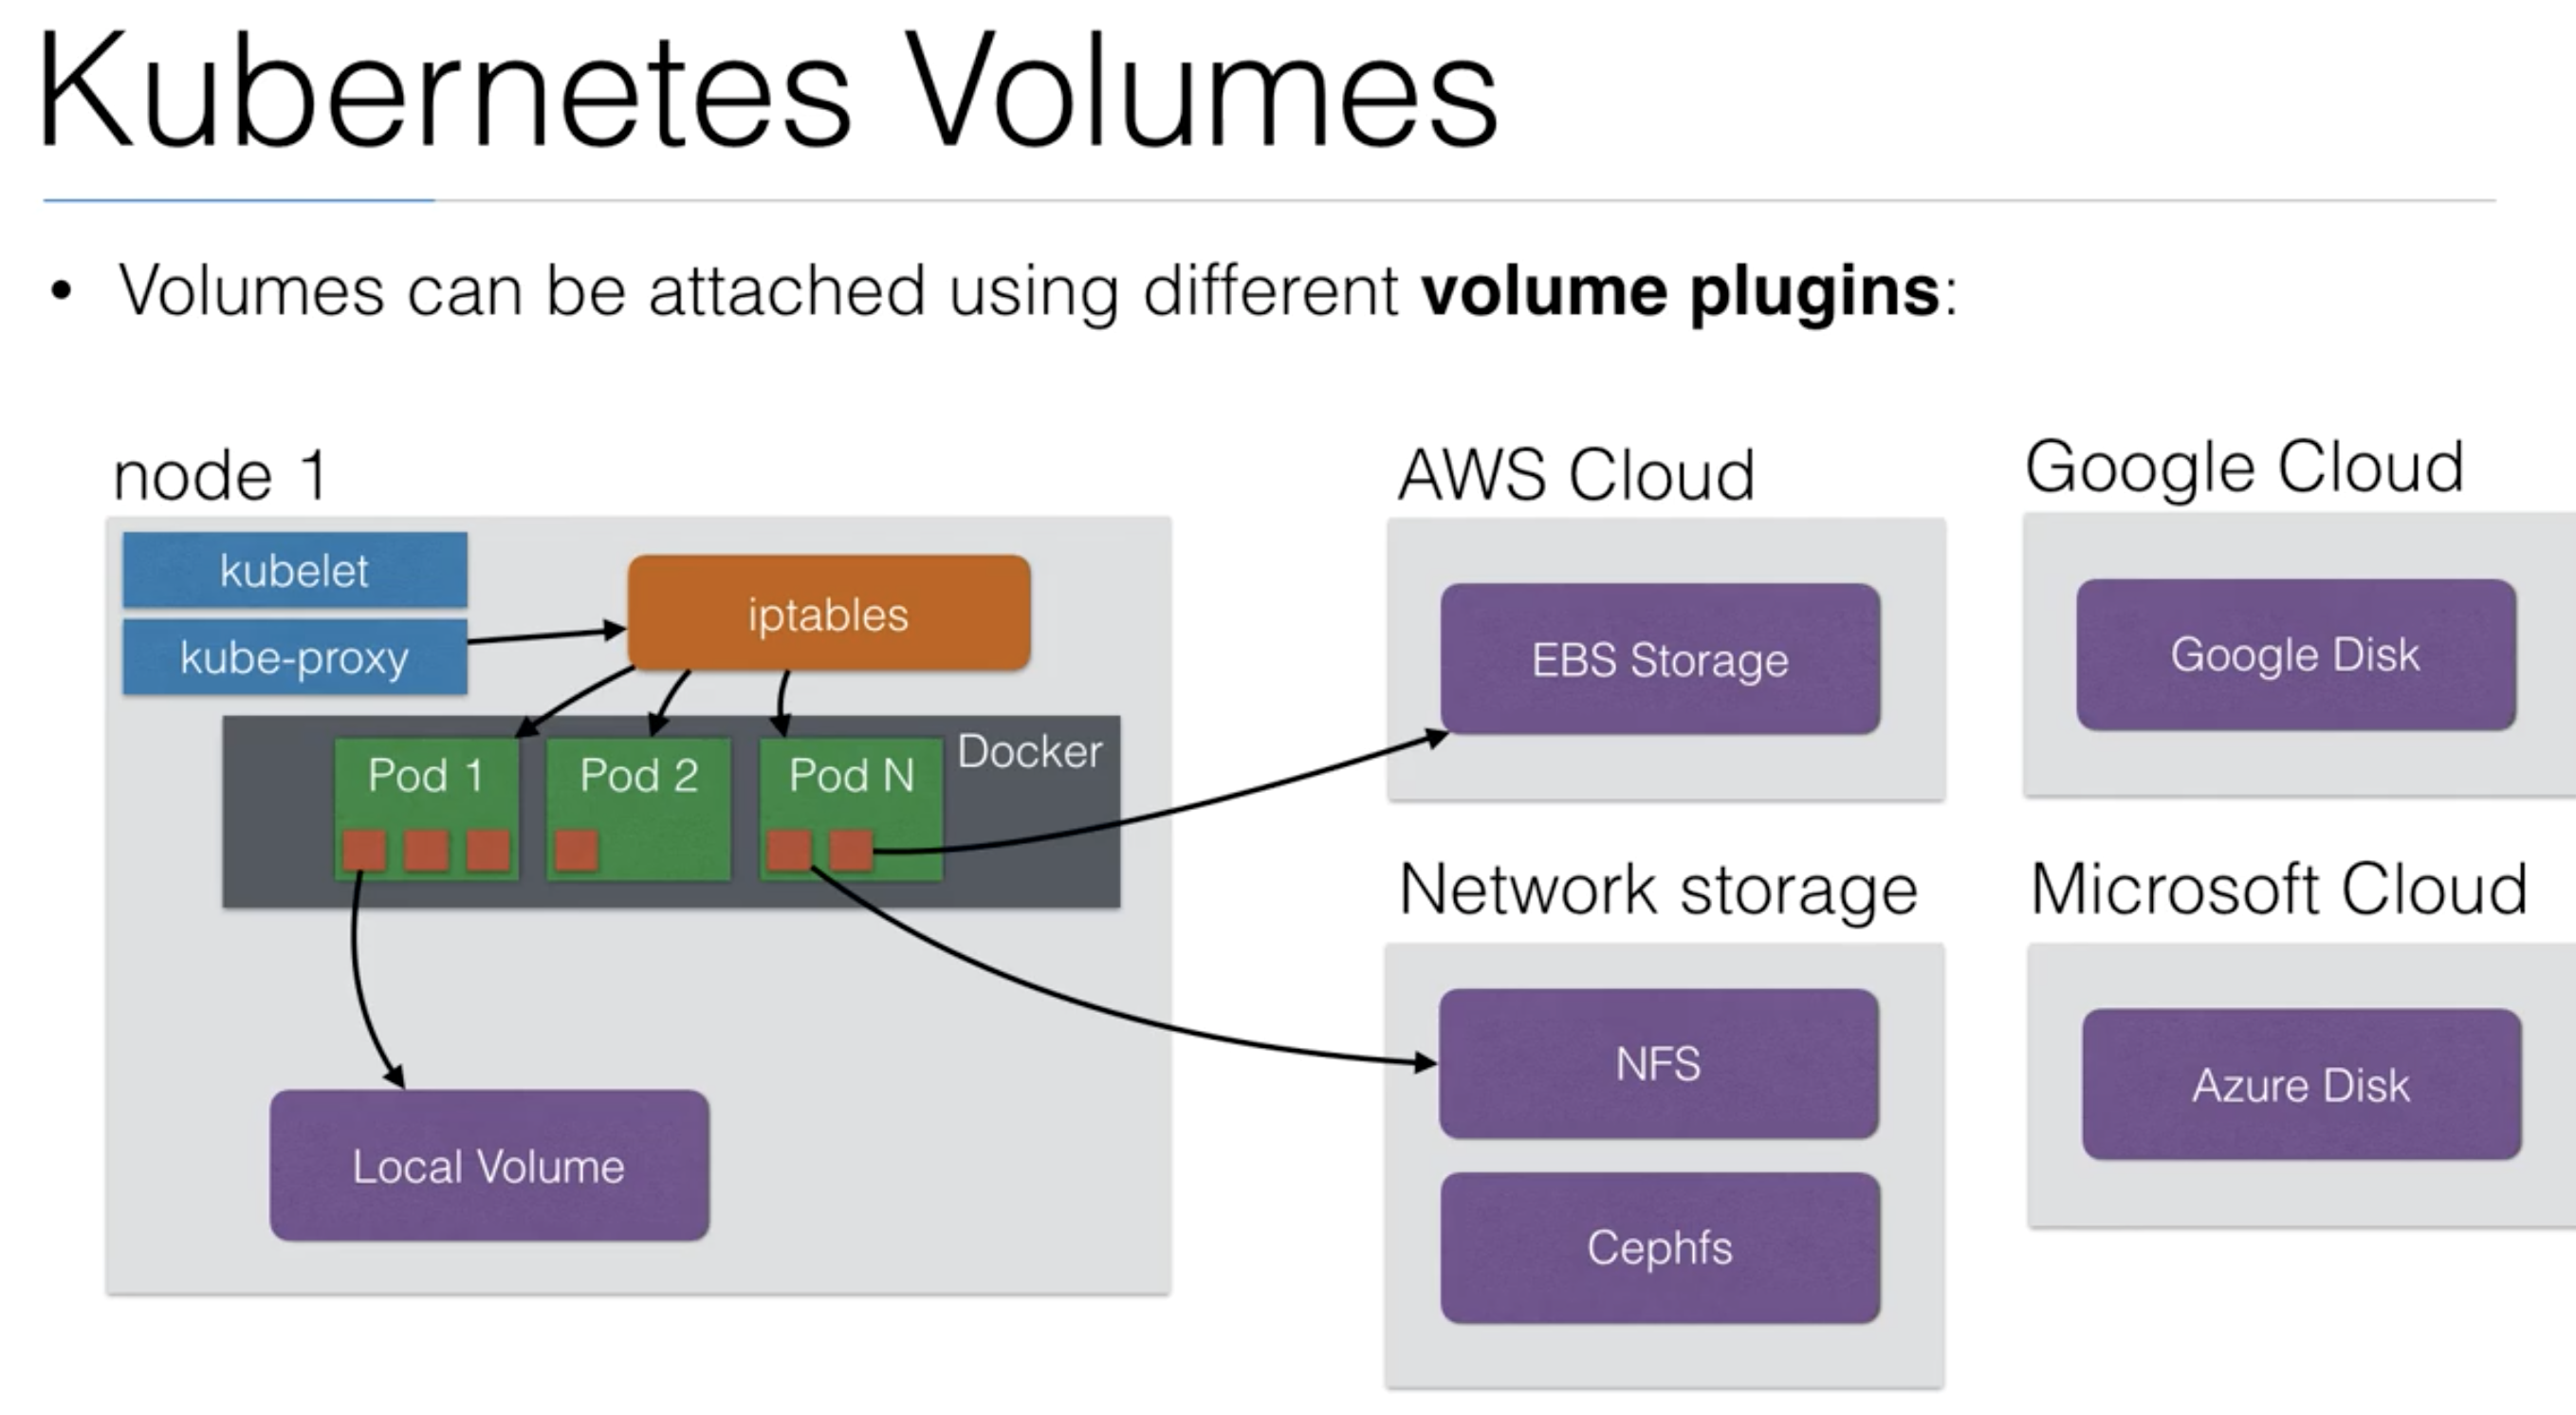 Kubernetes Volumes
• Volumes can be attached using different volume plugins:
node 1
kubelet
kube-proxy
iptables
Pod 1
Pod 2
Pod N
Docker
Local Volume
AWS Cloud
EBS Storage
Google Cloud
Google Disk
Network storage
NFS
Cephfs
Microsoft Cloud
Azure Disk